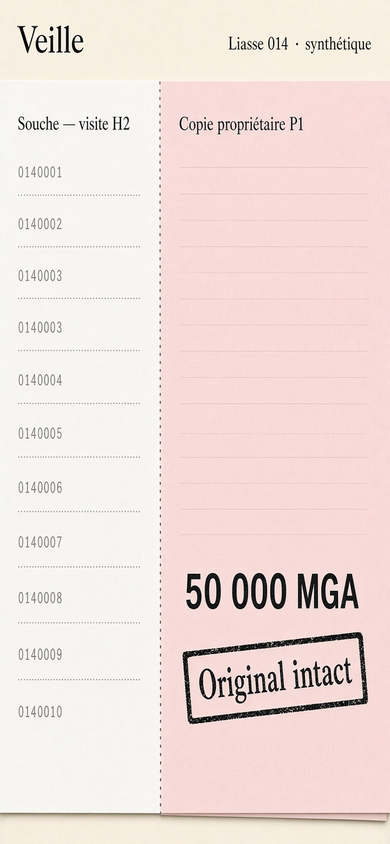 Veille
Liasse 014 · synthétique
Souche — visite H2
0140001
0140002
0140003
0140003
0140004
0140005
0140006
0140007
0140008
0140009
0140010
Copie propriétaire P1
50 000 MGA
Original intact